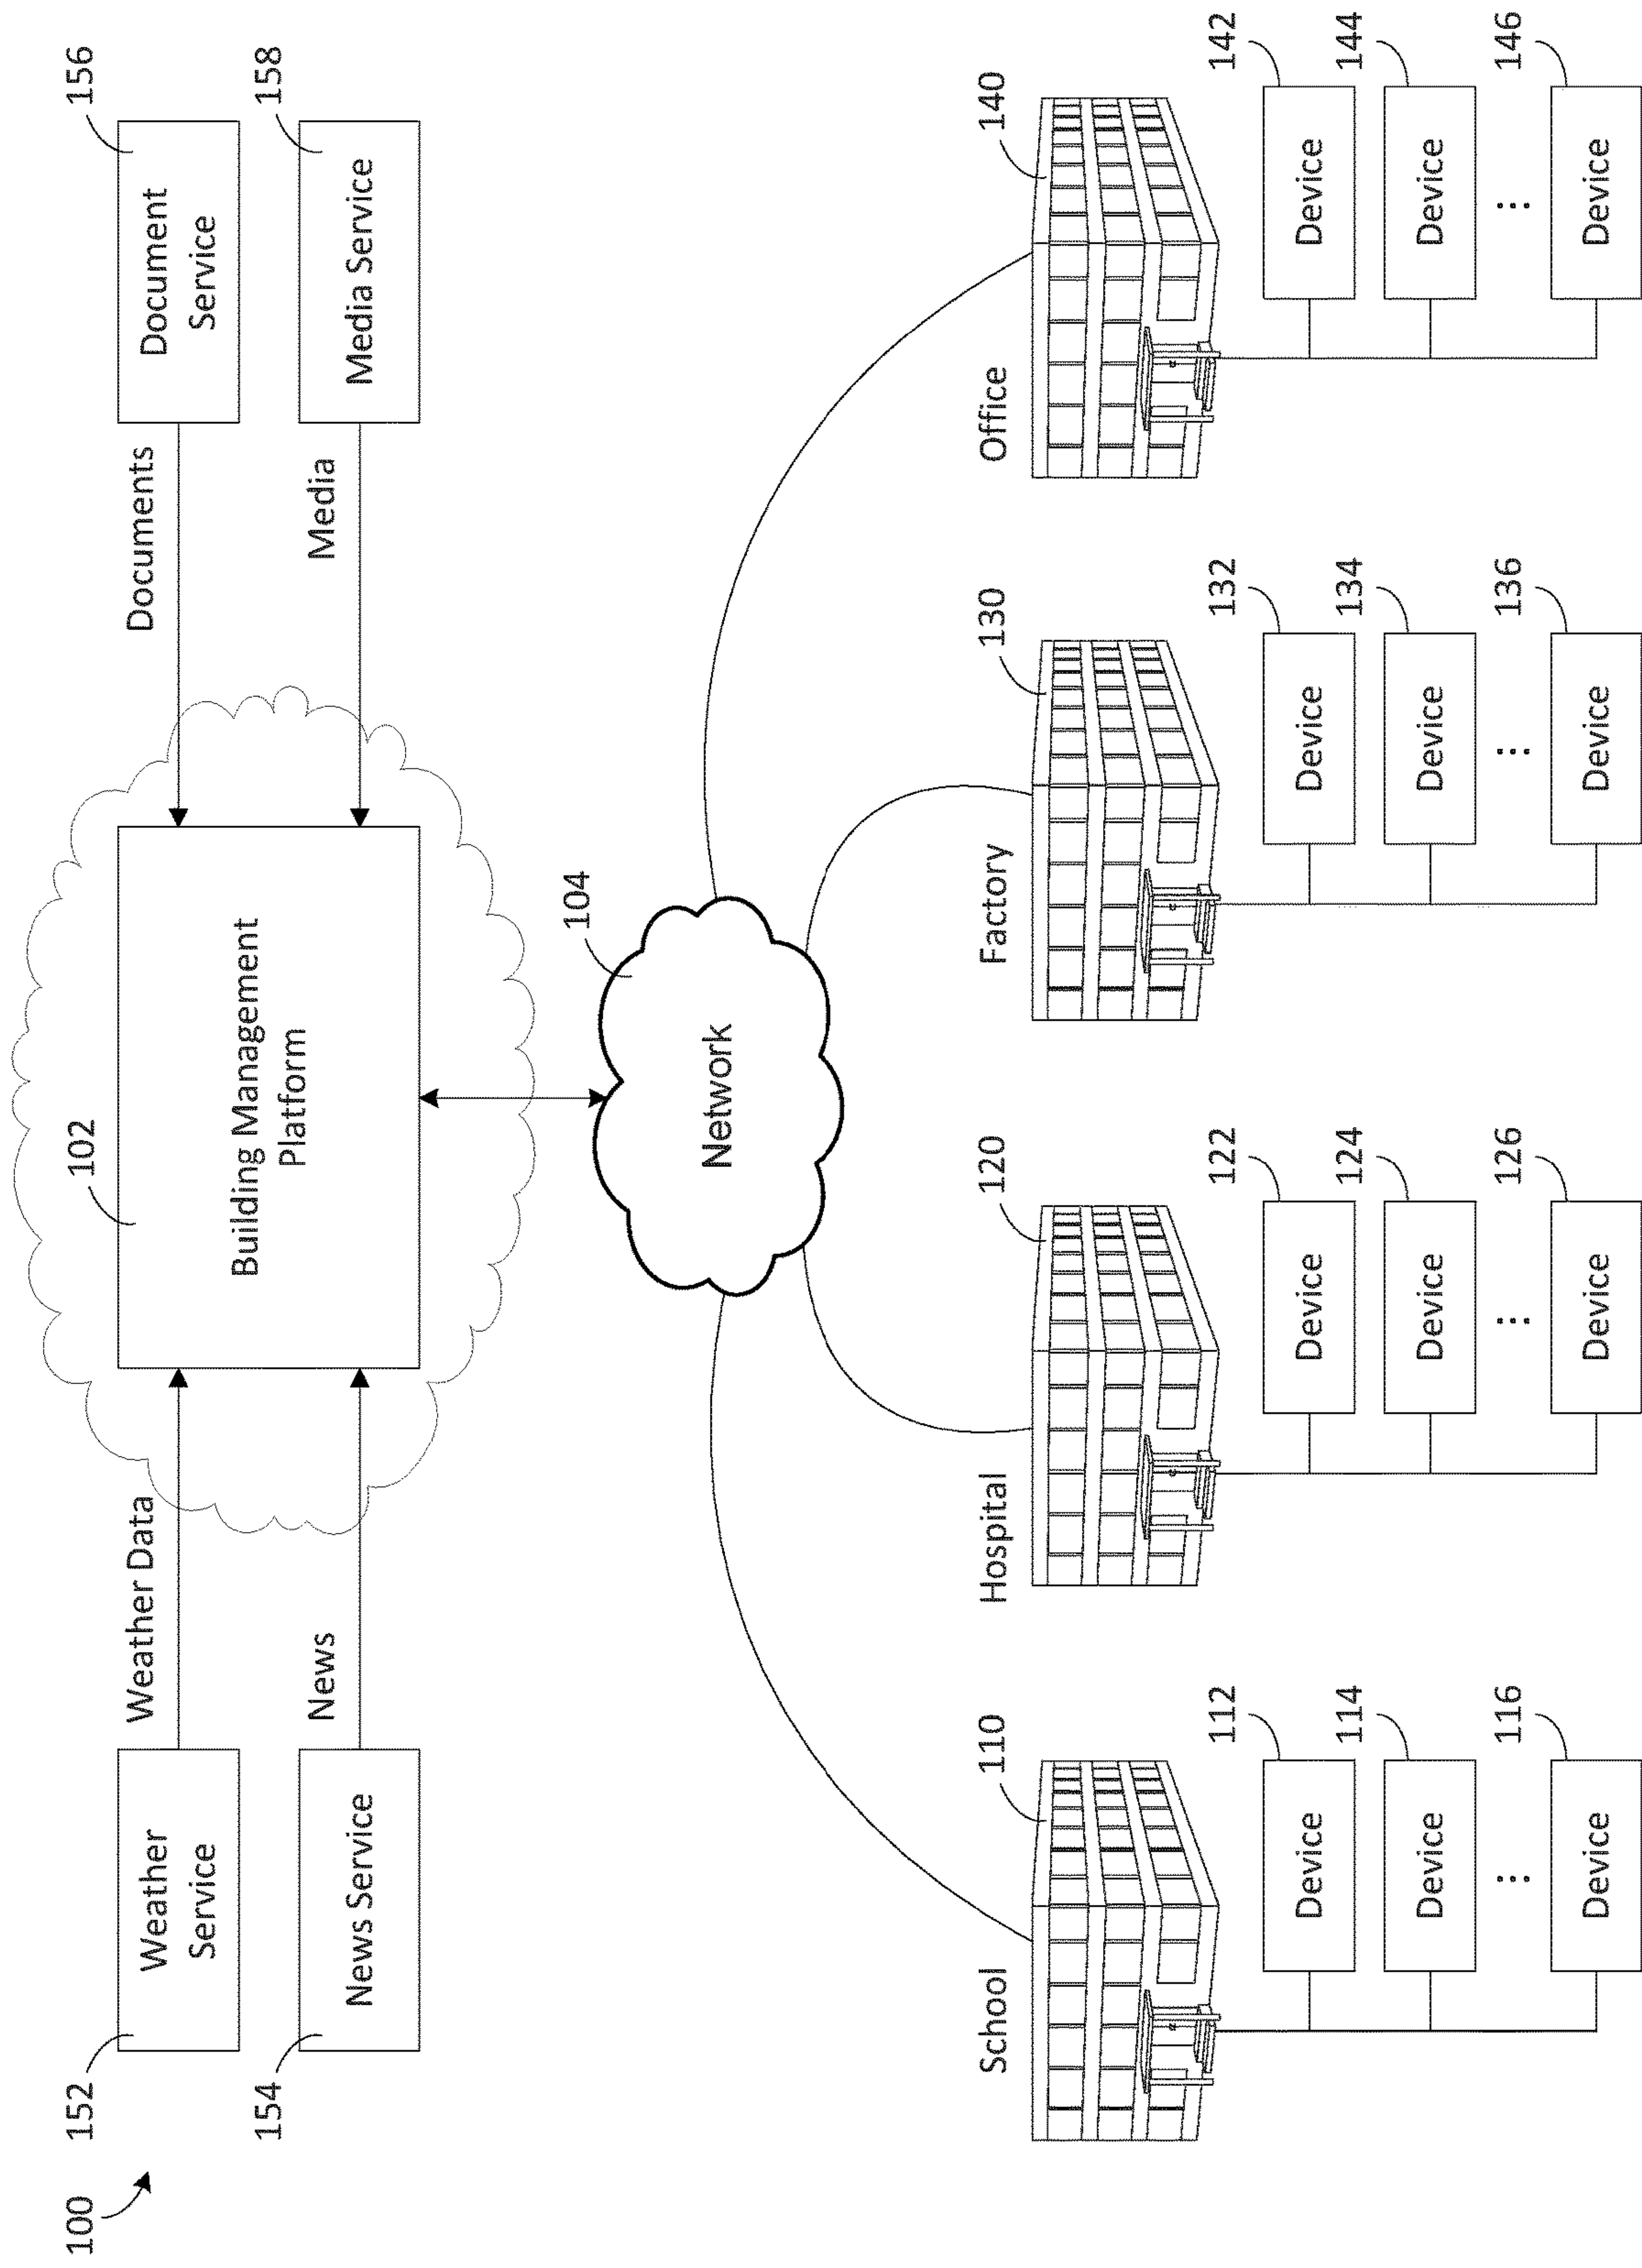 100
152
Weather
Service
Weather Data
154
News Service
News
102
Building Management
Platform
Documents
Document
Service
156
Media
Media Service
158
104
Network
School
110
Hospital
120
Factory
130
Office
140
Device
112
Device
114
...
Device
116
Device
122
Device
124
...
Device
126
Device
132
Device
134
...
Device
136
Device
142
Device
144
...
Device
146